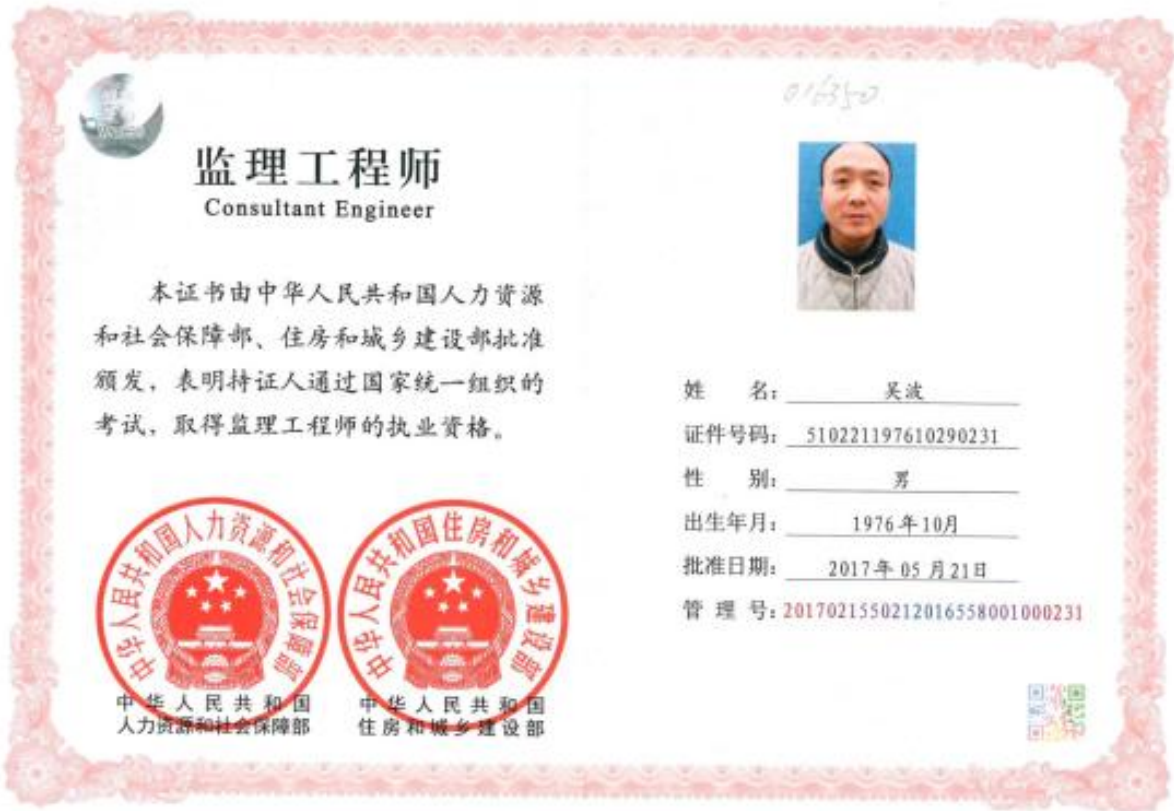 监理工程师
Consultant Engineer
本证书由中华人民共和国人力资源
和社会保障部、住房和城乡建设部批准
颁发，表明持证人通过国家统一组织的
考试，取得监理工程师的执业资格。
中华人民共和国人力资源和社会保障部
中华人民共和国住房和城乡建设部
中华人民共和国
人力资源和社会保障部
中华人民共和国
住房和城乡建设部
016350
姓 名：吴波
证件号码：510221197610290231
性 别：男
出生年月：1976年10月
批准日期：2017年05月21日
管 理 号：2017021550212016558001000231